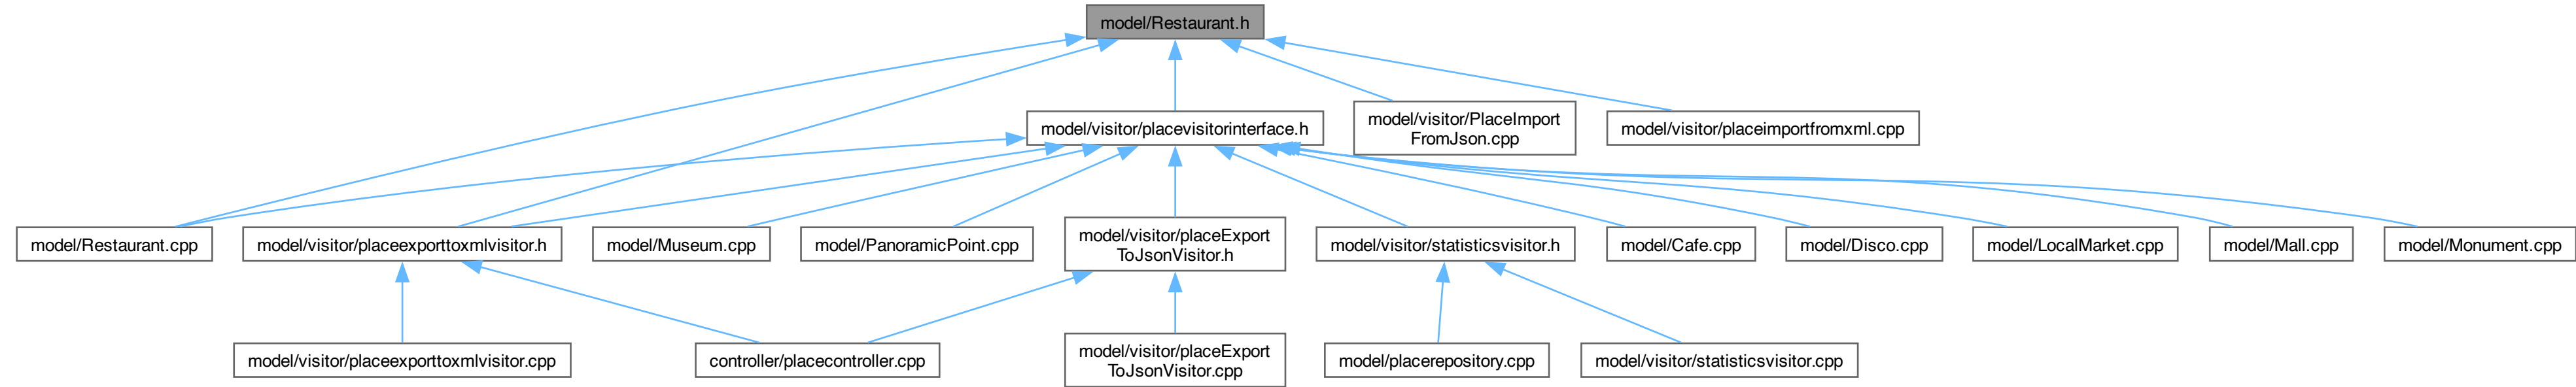 model/Restaurant.h
model/visitor/placevisitorinterface.h
model/visitor/PlaceImport
FromJson.cpp
model/visitor/placeimportfromxml.cpp
model/Restaurant.cpp
model/visitor/placeexporttoxmlvisitor.h
model/Museum.cpp
model/PanoramicPoint.cpp
model/visitor/placeExport
ToJsonVisitor.h
model/visitor/statisticsvisitor.h
model/Cafe.cpp
model/Disco.cpp
model/LocalMarket.cpp
model/Mall.cpp
model/Monument.cpp
model/visitor/placeexporttoxmlvisitor.cpp
controller/placecontroller.cpp
model/visitor/placeExport
ToJsonVisitor.cpp
model/placerepository.cpp
model/visitor/statisticsvisitor.cpp